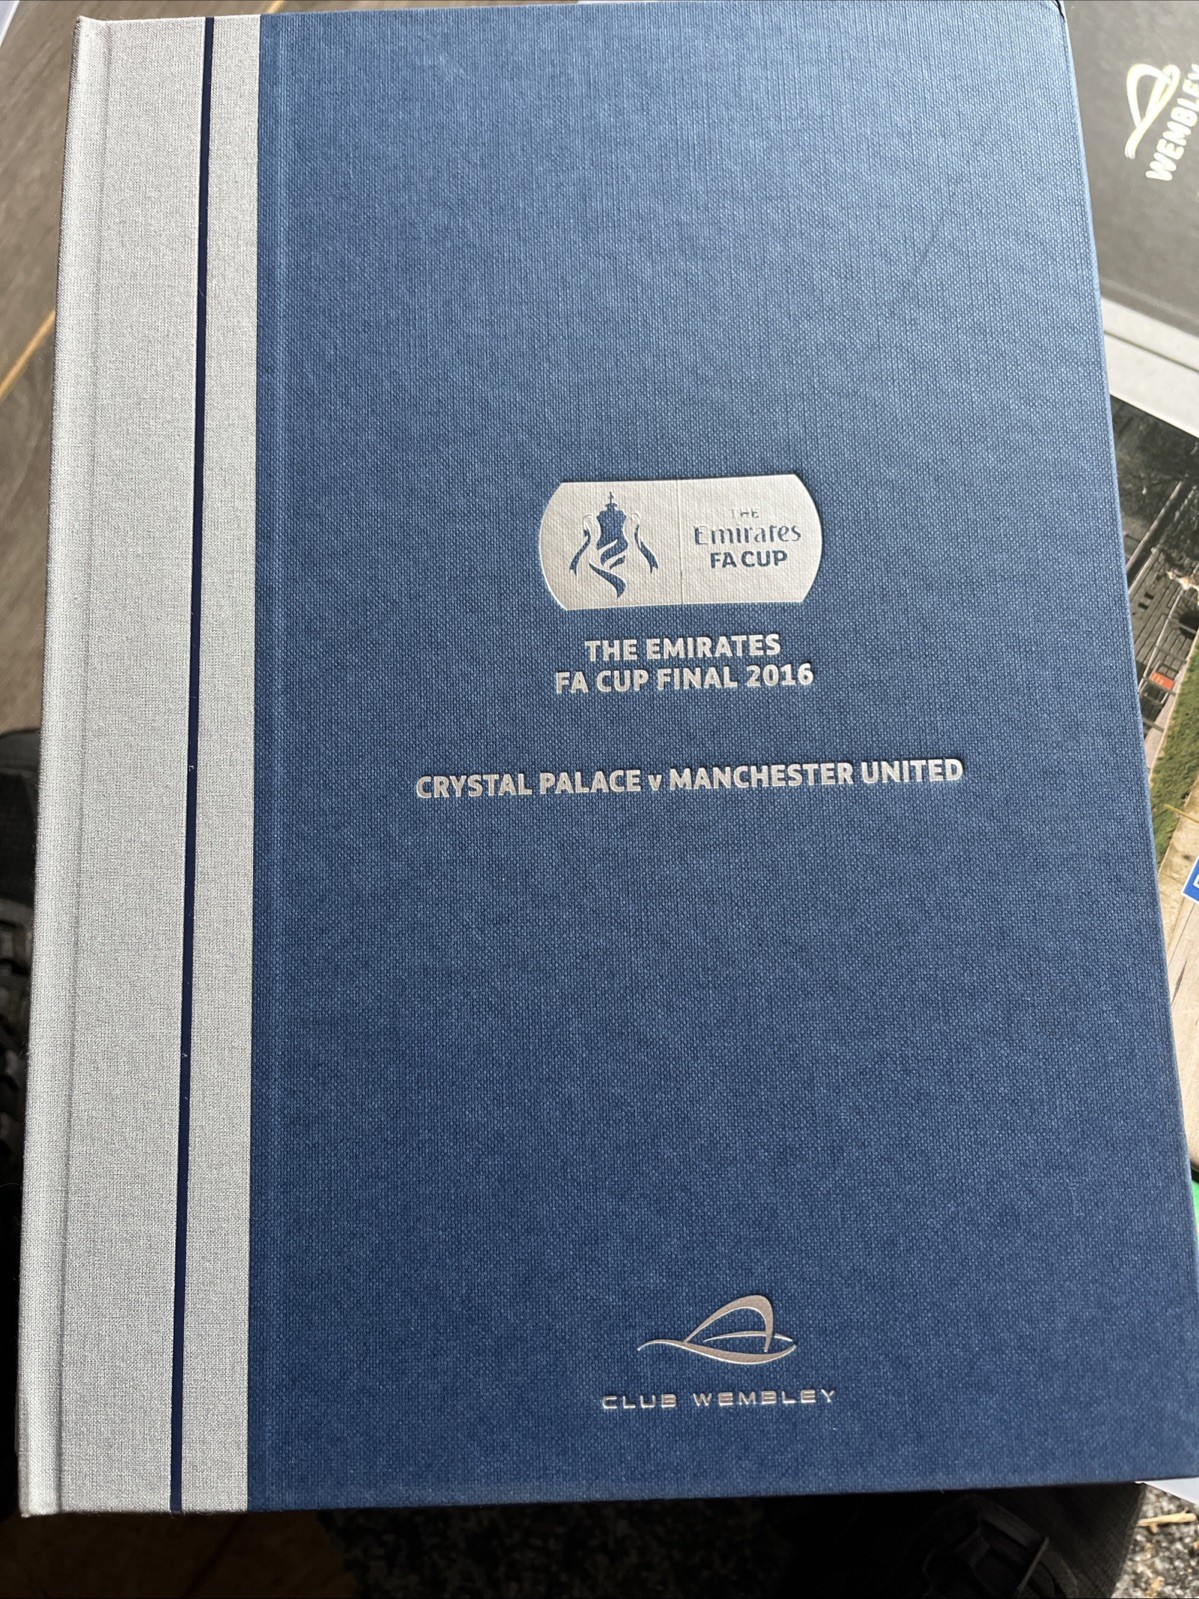 THE
Emirates
FA CUP
THE EMIRATES
FA CUP FINAL 2016
CRYSTAL PALACE v MANCHESTER UNITED
CLUB WEMBLEY
WEMBLEY